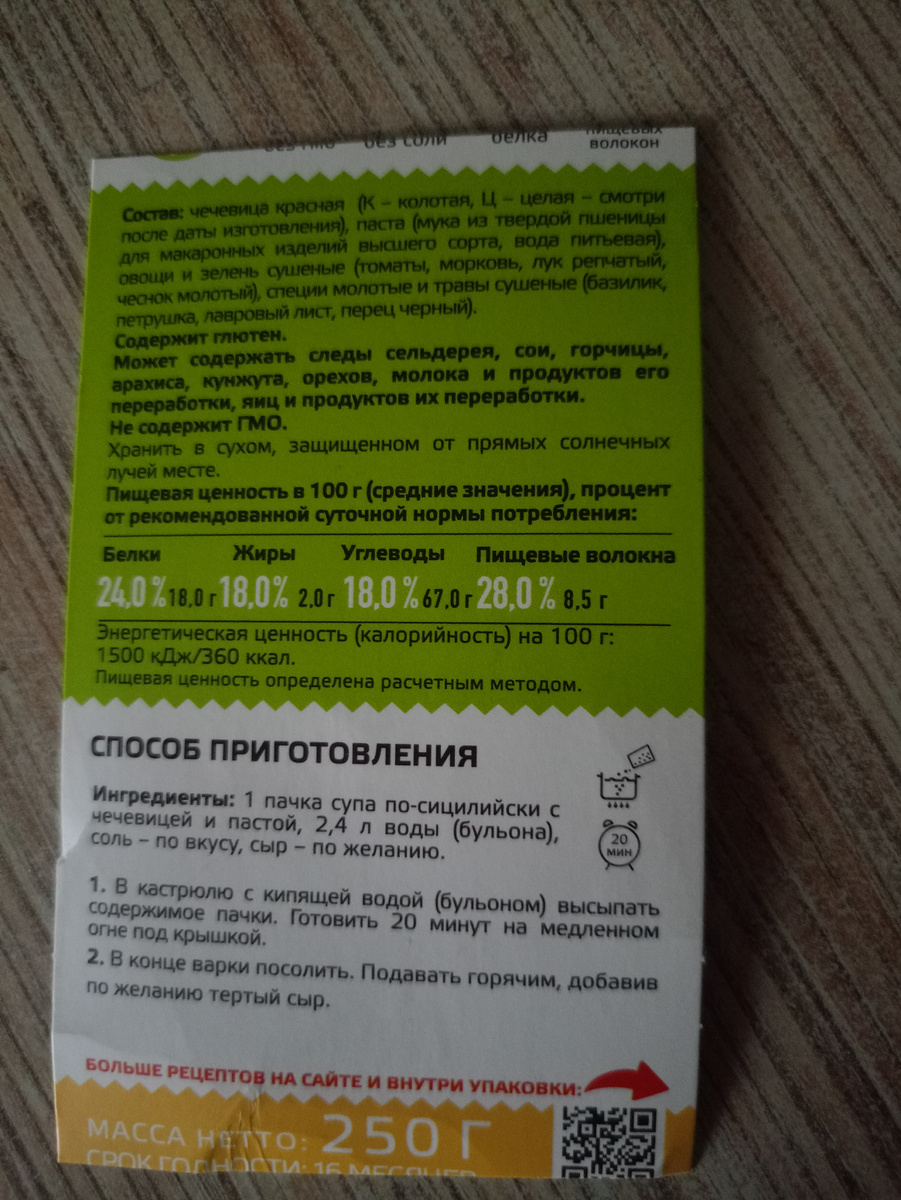 без ГМО без соли белка пищевых
волокон
Состав: чечевица красная (К – колотая, Ц – целая – смотри
после даты изготовления), паста (мука из твердой пшеницы
для макаронных изделий высшего сорта, вода питьевая),
овощи и зелень сушеные (томаты, морковь, лук репчатый,
чеснок молотый), специи молотые и травы сушеные (базилик,
петрушка, лавровый лист, перец черный).
Содержит глютен.
Может содержать следы сельдерея, сои, горчицы,
арахиса, кунжута, орехов, молока и продуктов его
переработки, яиц и продуктов их переработки.
Не содержит ГМО.
Хранить в сухом, защищенном от прямых солнечных
лучей месте.
Пищевая ценность в 100 г (средние значения), процент
от рекомендованной суточной нормы потребления:
Белки Жиры Углеводы Пищевые волокна
24,0 % 18,0 г 18,0% 2,0 г 18,0 % 67,0 г 28,0 % 8,5 г
Энергетическая ценность (калорийность) на 100 г:
1500 кДж/360 ккал.
Пищевая ценность определена расчетным методом.
СПОСОБ ПРИГОТОВЛЕНИЯ
Ингредиенты: 1 пачка супа по-сицилийски с
чечевицей и пастой, 2,4 л воды (бульона),
соль – по вкусу, сыр – по желанию.
20
МИН
1. В кастрюлю с кипящей водой (бульоном) высыпать
содержимое пачки. Готовить 20 минут на медленном
огне под крышкой.
2. В конце варки посолить. Подавать горячим, добавив
по желанию тертый сыр.
БОЛЬШЕ РЕЦЕПТОВ НА САЙТЕ И ВНУТРИ УПАКОВКИ:
МАССА НЕТТО: 250 Г
СРОК ГОДНОСТИ: 16 МЕСЯЦЕВ